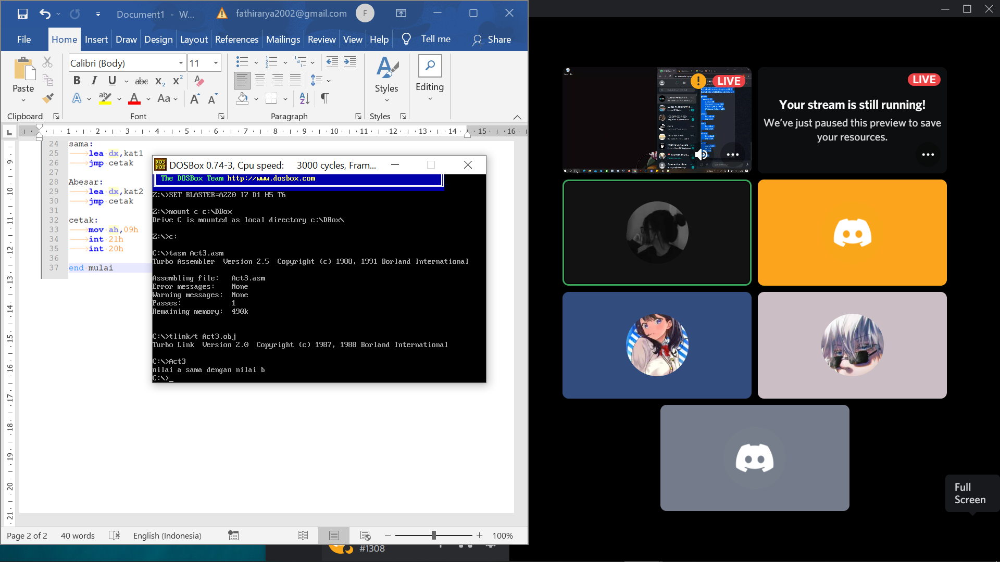 Document1 - W...
fathirarya2002@gmail.com
F
File
Home
Insert
Draw
Design
Layout
References
Mailings
Review
View
Help
Tell me
Share
Paste
Calibri (Body)
11
Styles
Editing
Clipboard
Font
Paragraph
Styles
24 sama:
25 lea dx,kat1
26 jmp cetak
27
28 Abesar:
29 lea dx,kat2
30 jmp cetak
31
32 cetak:
33 mov ah,09h
34 int 21h
35 int 20h
36
37 end mulai
DOSBox 0.74-3, Cpu speed: 3000 cycles, Fram...
The DOSBox Team http://www.dosbox.com
Z:\>SET BLASTER=A220 I7 D1 H5 T6
Z:\>mount c c:\DBox
Drive C is mounted as local directory c:\DBox\
Z:\>c:
C:\>tasm Act3.asm
Turbo Assembler Version 2.5 Copyright (c) 1988, 1991 Borland International
Assembling file: Act3.asm
Error messages: None
Warning messages: None
Passes: 1
Remaining memory: 490k
C:\>tlink/t Act3.obj
Turbo Link Version 2.0 Copyright (c) 1987, 1988 Borland International
C:\>Act3
nilai a sama dengan nilai b
C:\>_
Page 2 of 2
40 words
English (Indonesia)
100%
#1308
LIVE
LIVE
Your stream is still running!
We've just paused this preview to save
your resources.
Full
Screen